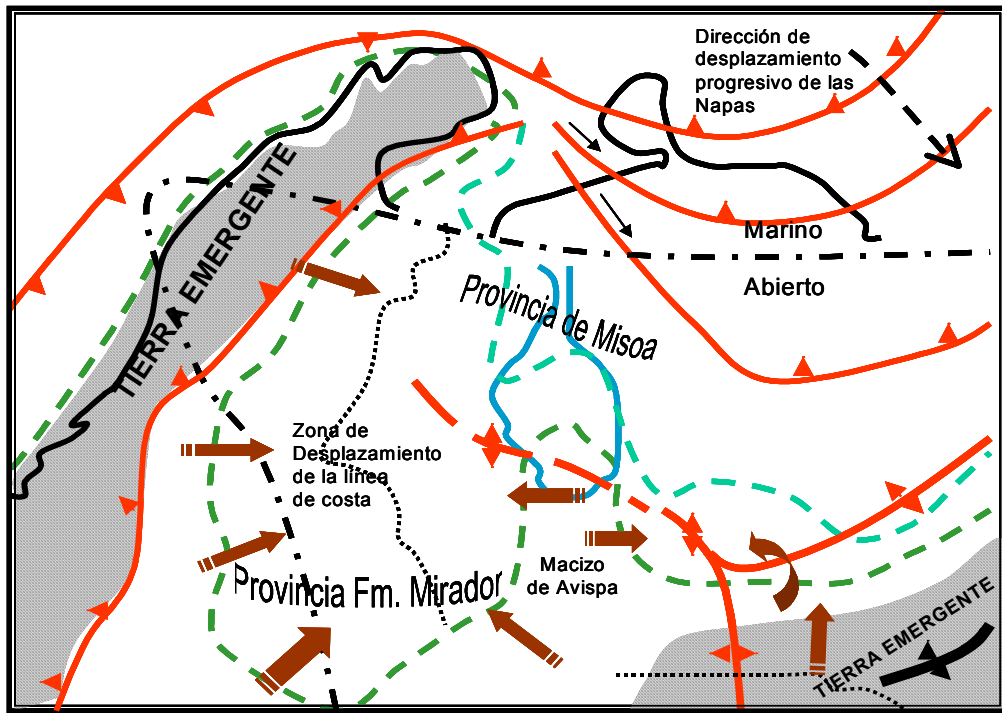 Dirección de
desplazamiento
progresivo de las
Napas
TIERRA EMERGENTE
Marino
Abierto
Provincia de Misoa
Zona de
Desplazamiento
de la línea
de costa
Macizo
de Avispa
Provincia Fm. Mirador
TIERRA EMERGENTE